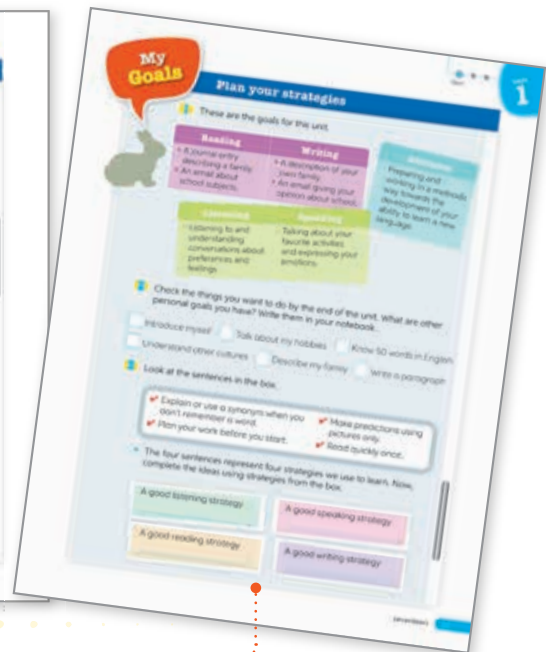 My
Goals
Plan your strategies
1
These are the goals for this unit.
Reading
• A journal entry
describing a family.
• An email about
school subjects.
Writing
• A description of your
own family.
• An email giving your
opinion about school.
Preparing and
working in a methodic
way towards the
development of your
ability to learn a new
language.
Listening
Listening to and
understanding
conversations about
preferences and
feelings.
Speaking
Talking about your
favorite activities
and expressing your
emotions.
Check the things you want to do by the end of the unit. What are other
personal goals you have? Write them in your notebook.
Introduce myself
Talk about my hobbies
Know 50 words in English
Understand other cultures
Describe my family
Write a paragraph
Look at the sentences in the box.
✔ Explain or use a synonym when you
don't remember a word.
✔ Plan your work before you start.
✔ Make predictions using
pictures only.
✔ Read quickly once.
• The four sentences represent four strategies we use to learn. Now,
complete the ideas using strategies from the box.
A good listening strategy
A good speaking strategy
A good reading strategy
A good writing strategy